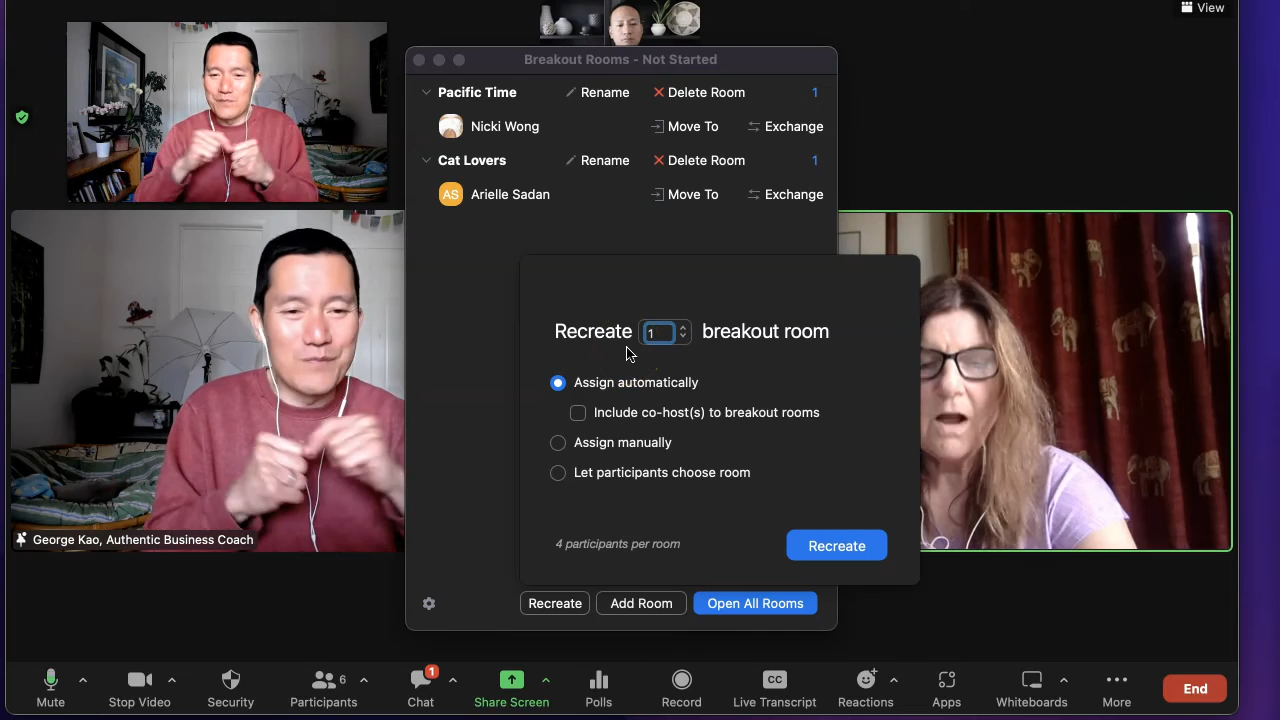 View
Breakout Rooms - Not Started
Pacific Time Rename Delete Room 1
Nicki Wong Move To Exchange
Cat Lovers Rename Delete Room 1
AS Arielle Sadan Move To Exchange
Recreate 1 breakout room
Assign automatically
Include co-host(s) to breakout rooms
Assign manually
Let participants choose room
4 participants per room Recreate
George Kao, Authentic Business Coach
Recreate Add Room Open All Rooms
6 1 CC
Mute Stop Video Security Participants Chat Share Screen Polls Record Live Transcript Reactions Apps Whiteboards More End